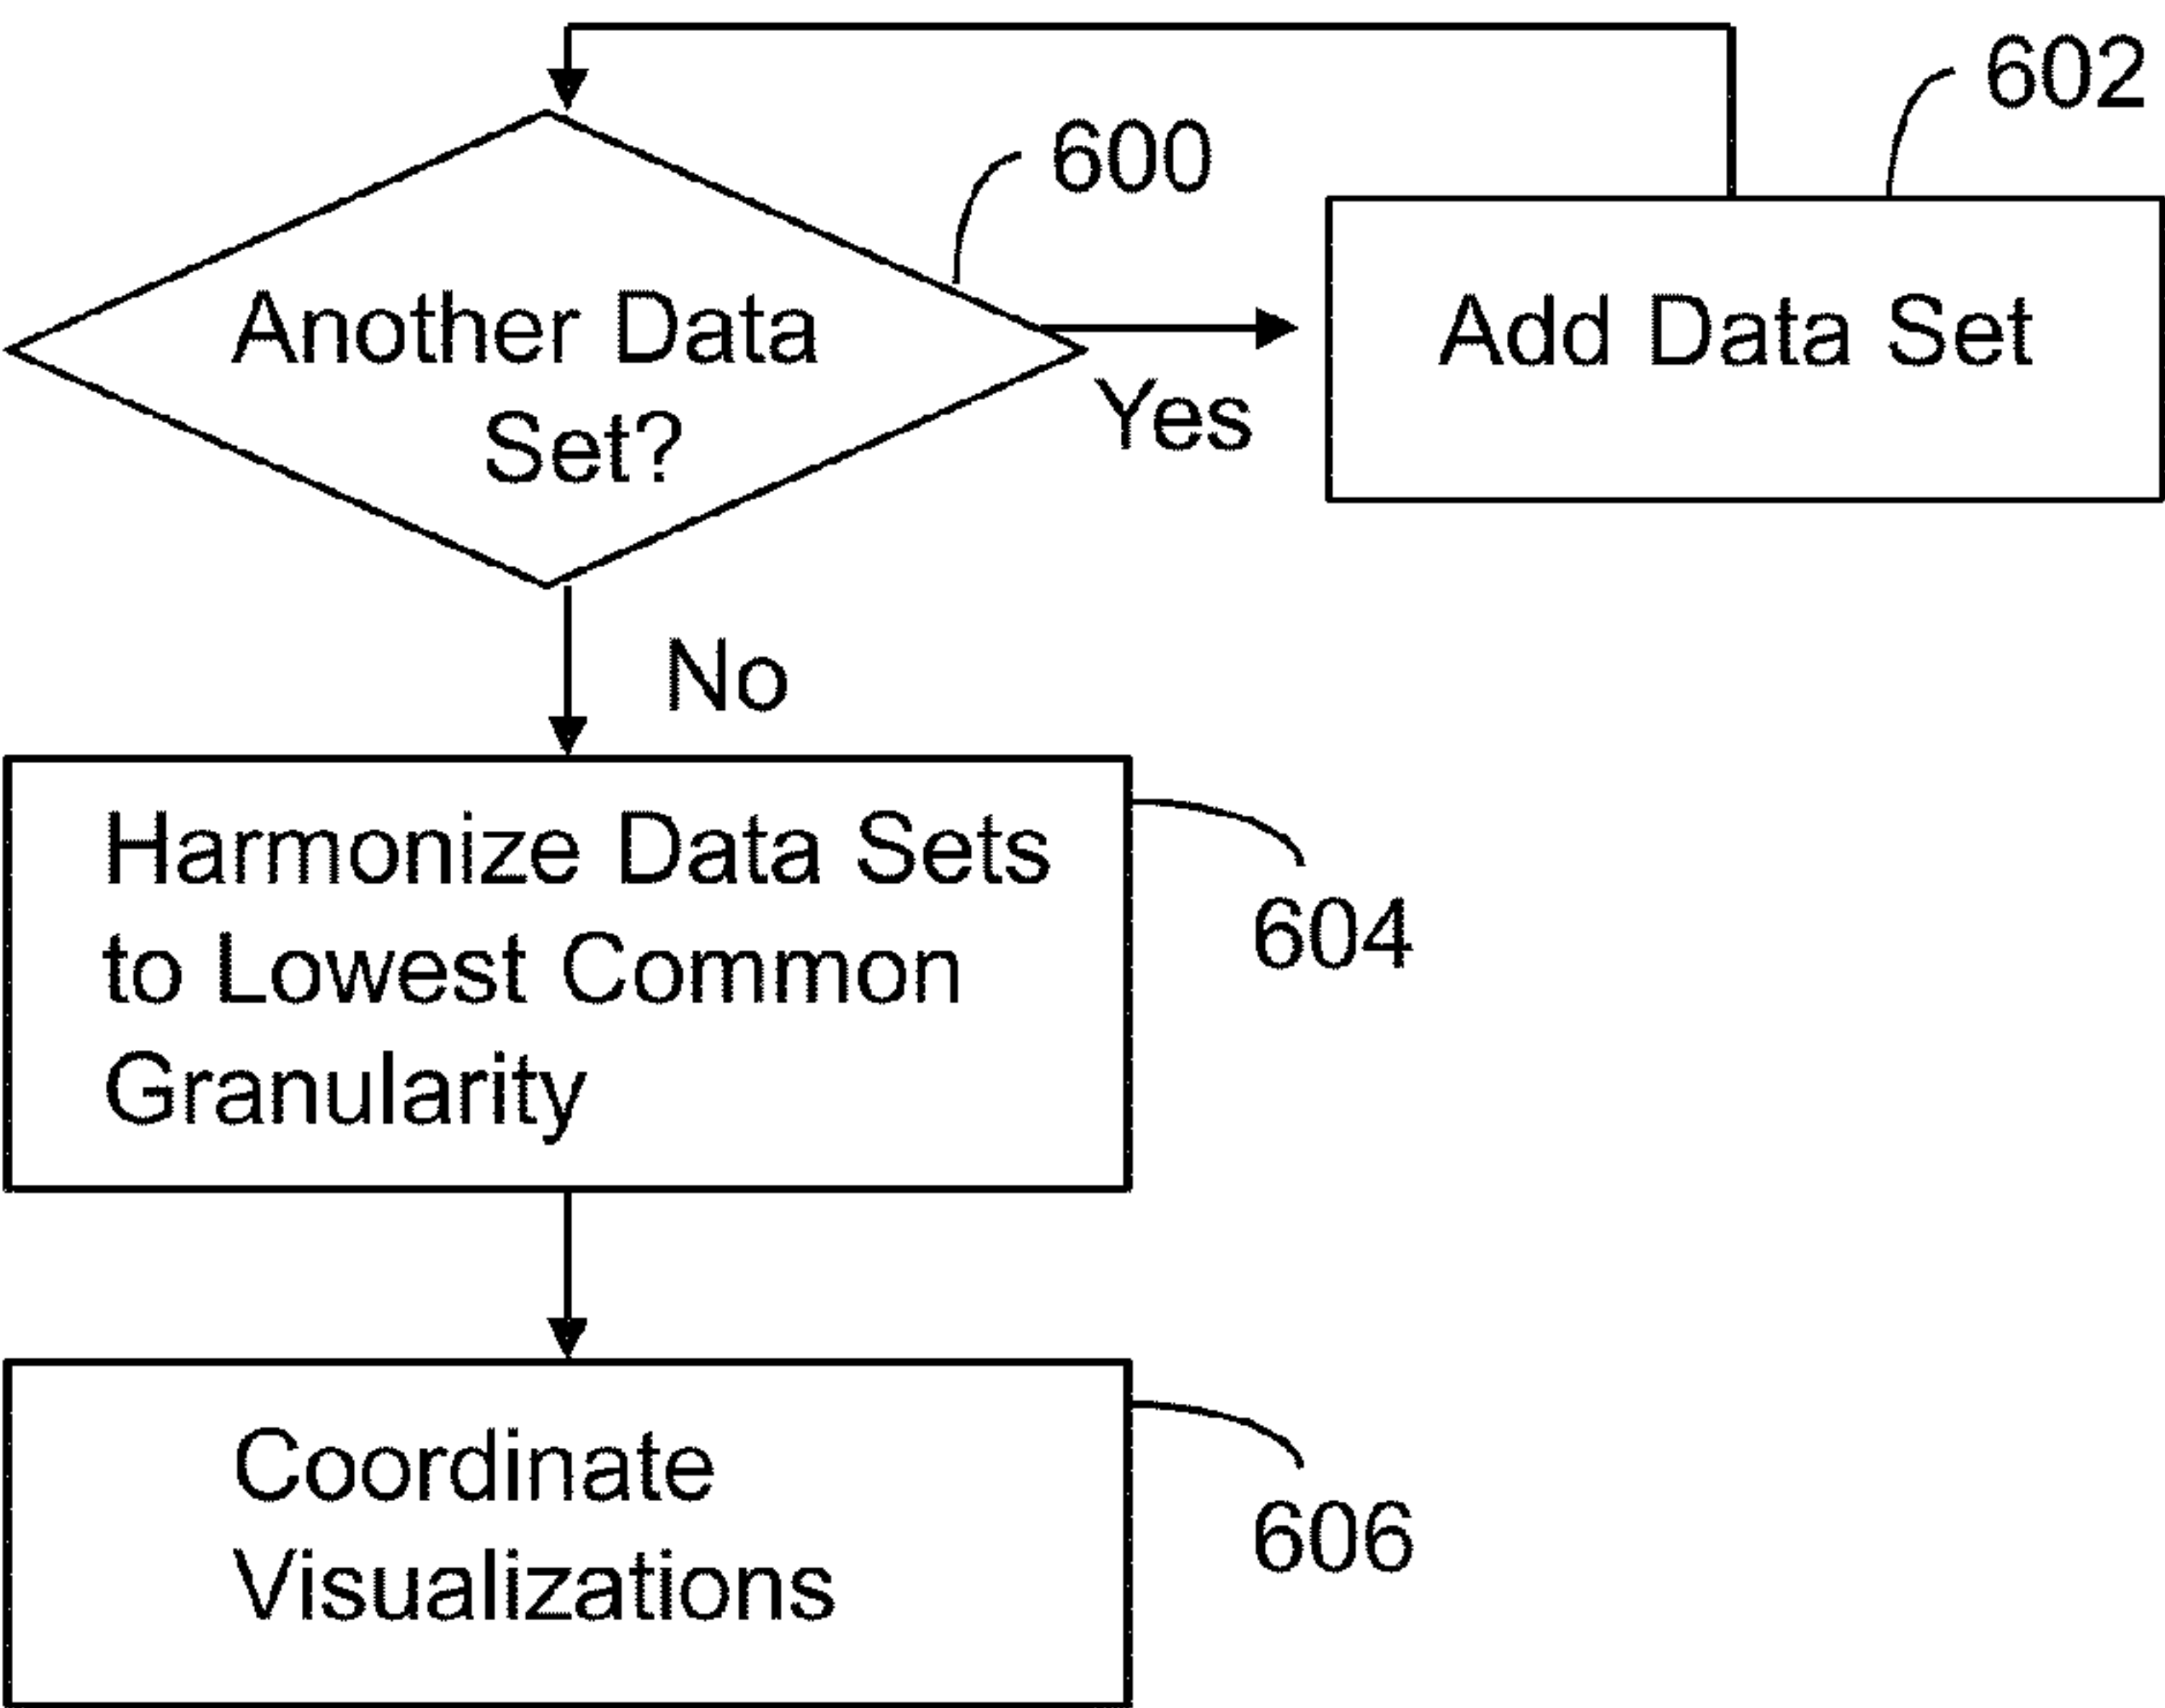 602
600
Another Data
Set?
Yes
Add Data Set
No
Harmonize Data Sets
to Lowest Common
Granularity
604
Coordinate
Visualizations
606